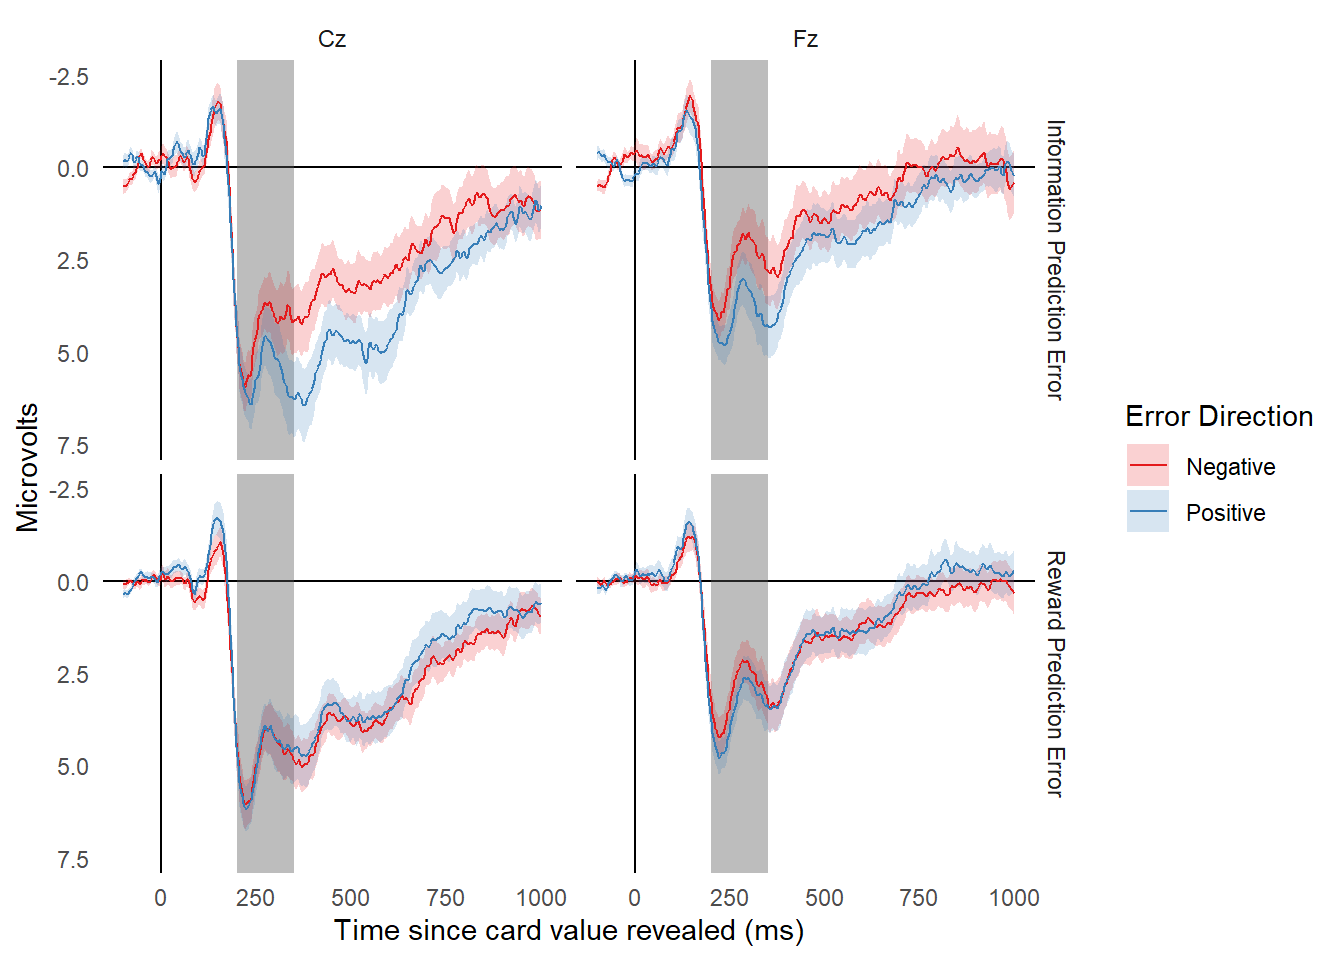 Cz
Fz
-2.5
0.0
2.5
5.0
7.5
Information Prediction Error
Microvolts
-2.5
0.0
2.5
5.0
7.5
Reward Prediction Error
0
250
500
750
1000
0
250
500
750
1000
Time since card value revealed (ms)
Error Direction
Negative
Positive